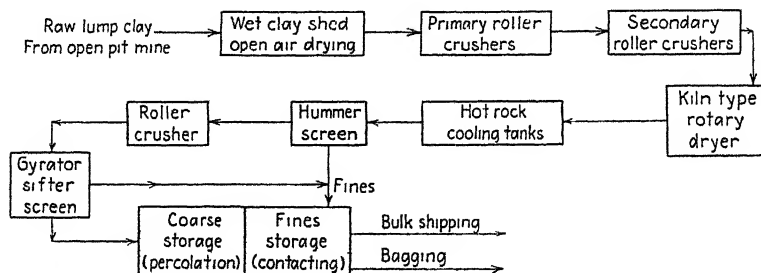 Raw lump clay
From open pit mine
Wet clay shed
open air drying
Primary roller
crushers
Secondary
roller crushers
Kiln type
rotary
dryer
Hot rock
cooling tanks
Hummer
screen
Roller
crusher
Gyrator
sifter
screen
Fines
Coarse
storage
(percolation)
Fines
storage
(contacting)
Bulk shipping
Bagging